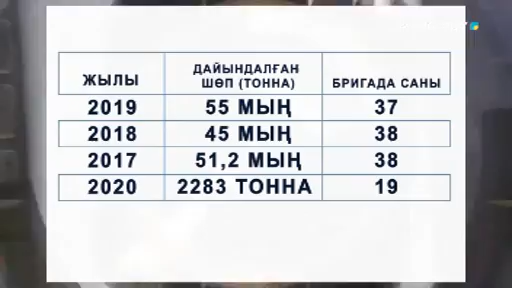 ЖЫЛЫ ДАЙЫНДАЛҒАН ШӨП (ТОННА) БРИГАДА САНЫ
2019 55 МЫҢ 37
2018 45 МЫҢ 38
2017 51,2 МЫҢ 38
2020 2283 ТОННА 19